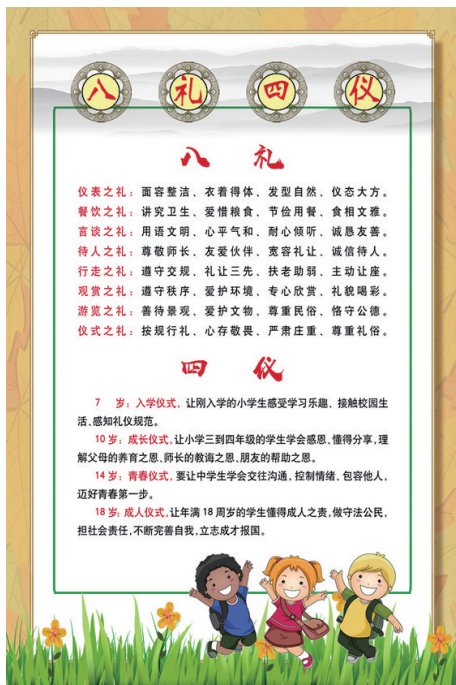 八礼四仪
八礼
仪表之礼：面容整洁、衣着得体、发型自然、仪态大方。
餐饮之礼：讲究卫生、爱惜粮食、节俭用餐、食相文雅。
言谈之礼：用语文明、心平气和、耐心倾听、诚恳友善。
待人之礼：尊敬师长、友爱伙伴、宽容礼让、诚信待人。
行走之礼：遵守交规、礼让三先、扶老助弱、主动让座。
观赏之礼：遵守秩序、爱护环境、专心欣赏、礼貌喝彩。
游览之礼：善待景观、爱护文物、尊重民俗、恪守公德。
仪式之礼：按规行礼、心存敬畏、严肃庄重、尊重礼俗。
四仪
7 岁：入学仪式，让刚入学的小学生感受学习乐趣、接触校园生
活，感知礼仪规范。
10 岁：成长仪式，让小学三到四年级的学生学会感恩，懂得分享，理
解父母的养育之恩、师长的教诲之恩、朋友的帮助之恩。
14 岁：青春仪式，要让中学生学会交往沟通，控制情绪、包容他人，
迈好青春第一步。
18 岁：成人仪式，让年满 18 周岁的学生懂得成人之责，做守法公民，
担社会责任，不断完善自我，立志成才报国。